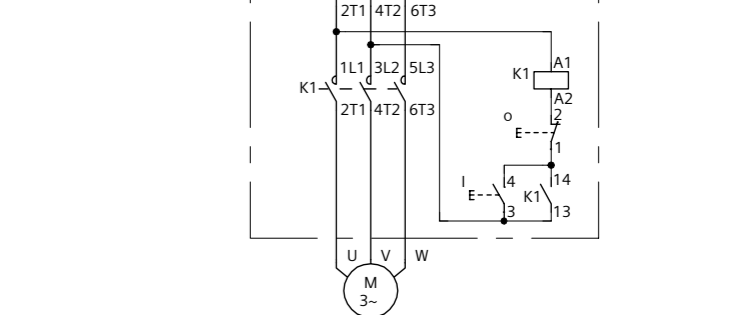 2T1 4T2 6T3
A1
K1
1L1 3L2 5L3
K1
A2
2T1 4T2 6T3
O 2
E
1
I 4 14
E K1
3 13
U V W
M
3~